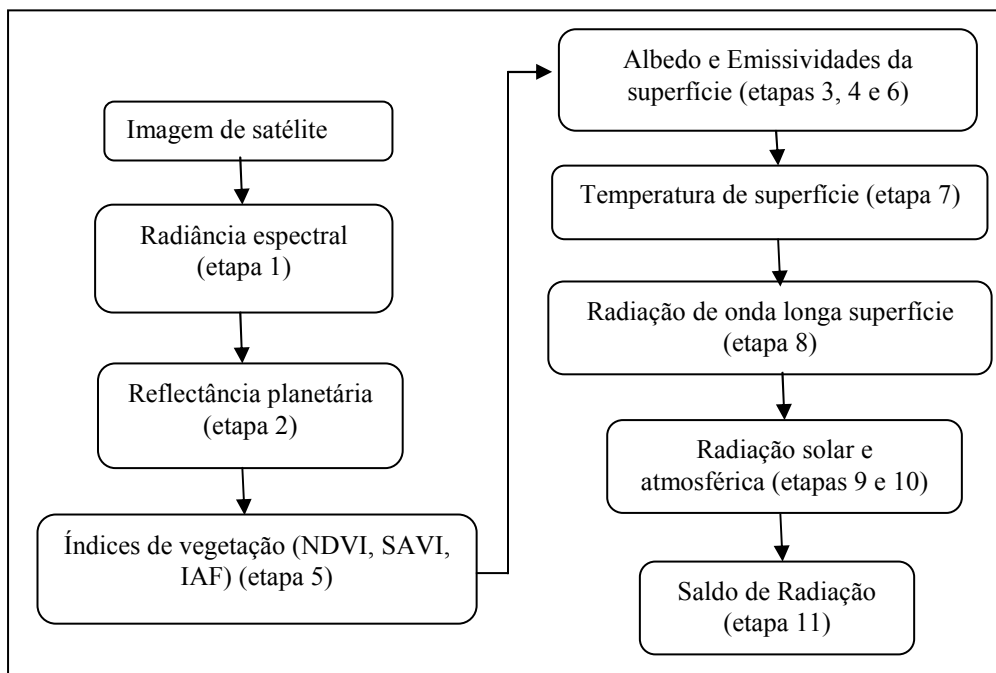 Imagem de satélite
Radiância espectral
(etapa 1)
Reflectância planetária
(etapa 2)
Índices de vegetação (NDVI, SAVI,
IAF) (etapa 5)
Albedo e Emissividades da
superfície (etapas 3, 4 e 6)
Temperatura de superfície (etapa 7)
Radiação de onda longa superfície
(etapa 8)
Radiação solar e
atmosférica (etapas 9 e 10)
Saldo de Radiação
(etapa 11)